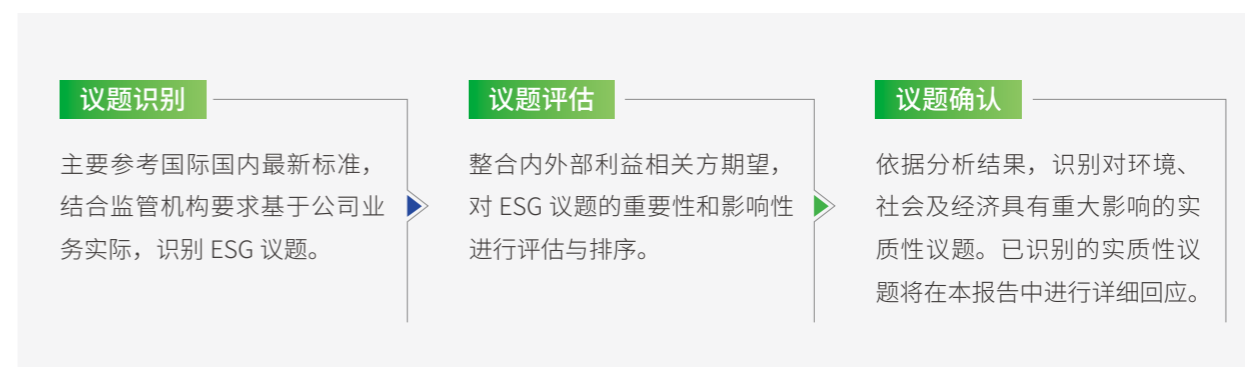 议题识别
主要参考国际国内最新标准，
结合监管机构要求基于公司业
务实际，识别 ESG 议题。
议题评估
整合内外部利益相关方期望，
对 ESG 议题的重要性和影响性
进行评估与排序。
议题确认
依据分析结果，识别对环境、
社会及经济具有重大影响的实
质性议题。已识别的实质性议
题将在本报告中进行详细回应。